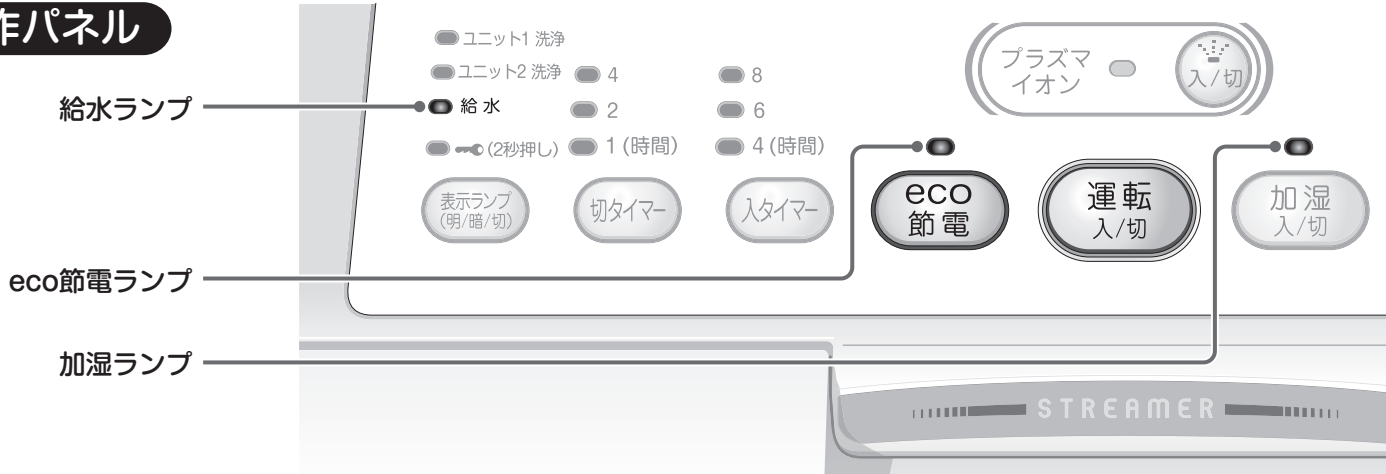 作パネル
給水ランプ
eco節電ランプ
加湿ランプ
ユニット1 洗浄
ユニット2 洗浄
給水
(2秒押し)
4
2
1 (時間)
8
6
4 (時間)
表示ランプ
(明/暗/切)
切タイマー
入タイマー
プラズマ
イオン
入/切
eco
節電
運転
入/切
加湿
入/切
STREAMER